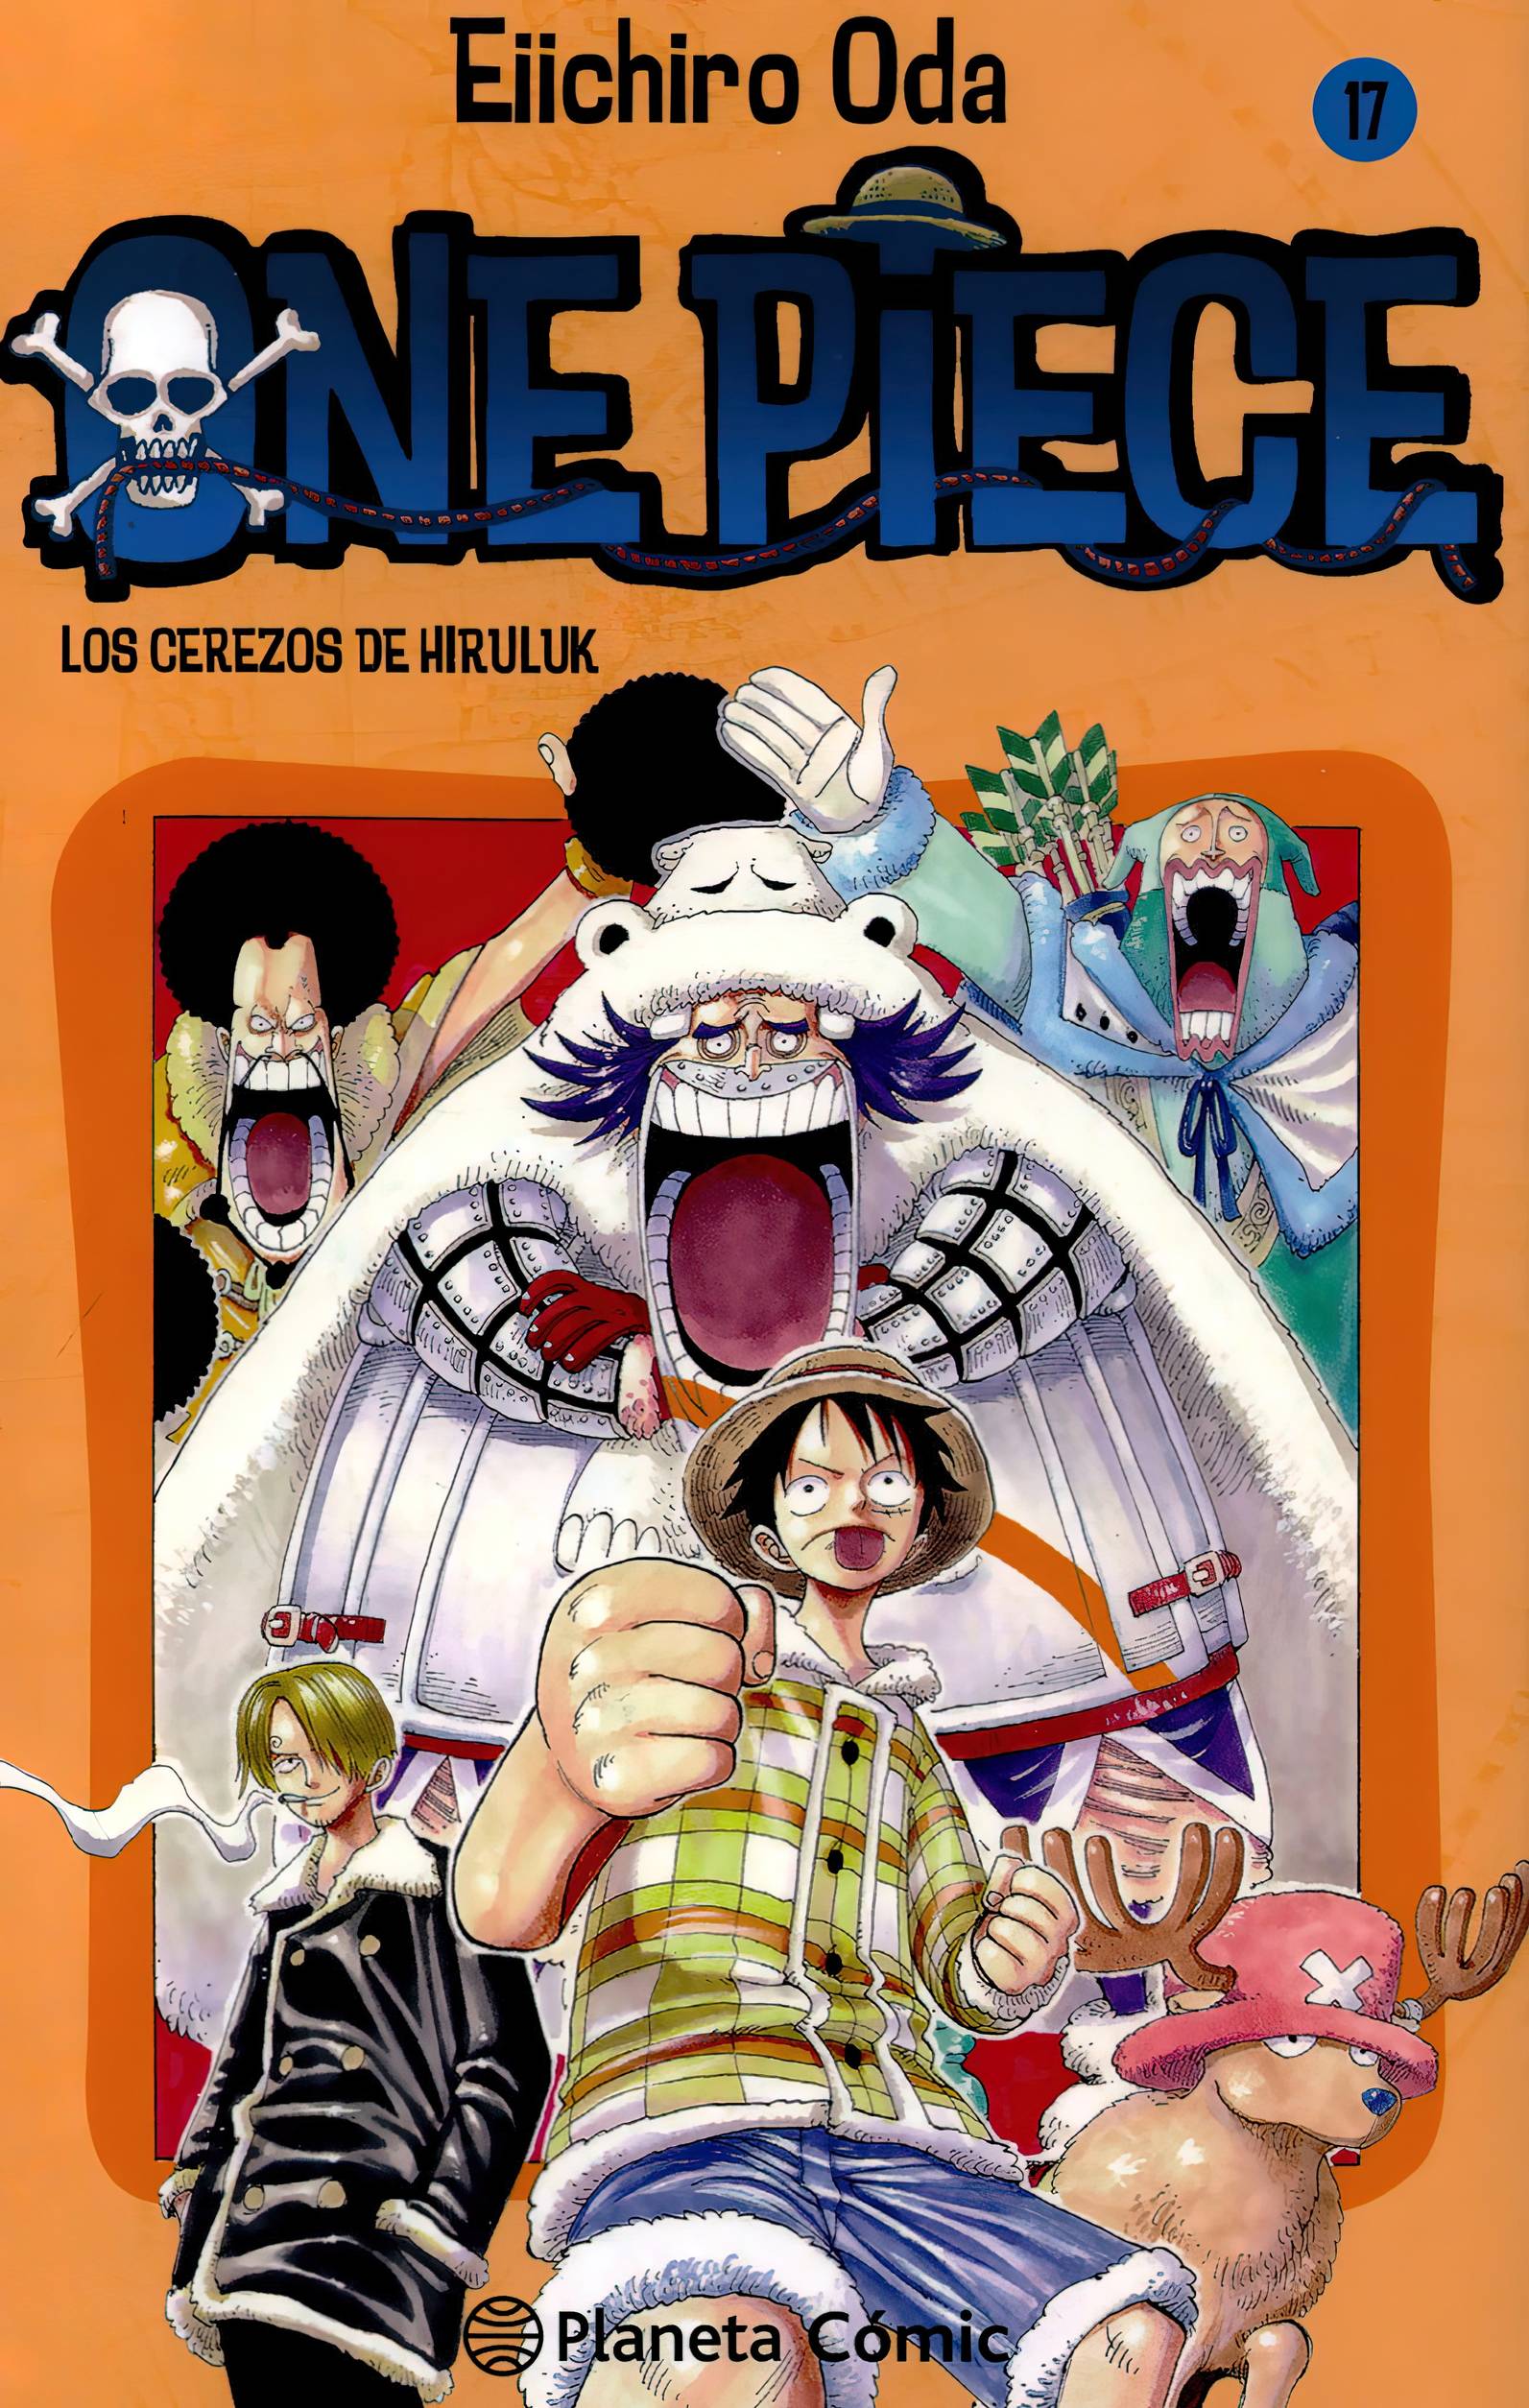 Eiichiro Oda
17
ONE PIECE
LOS CEREZOS DE HIRULUK
Planeta Cómic